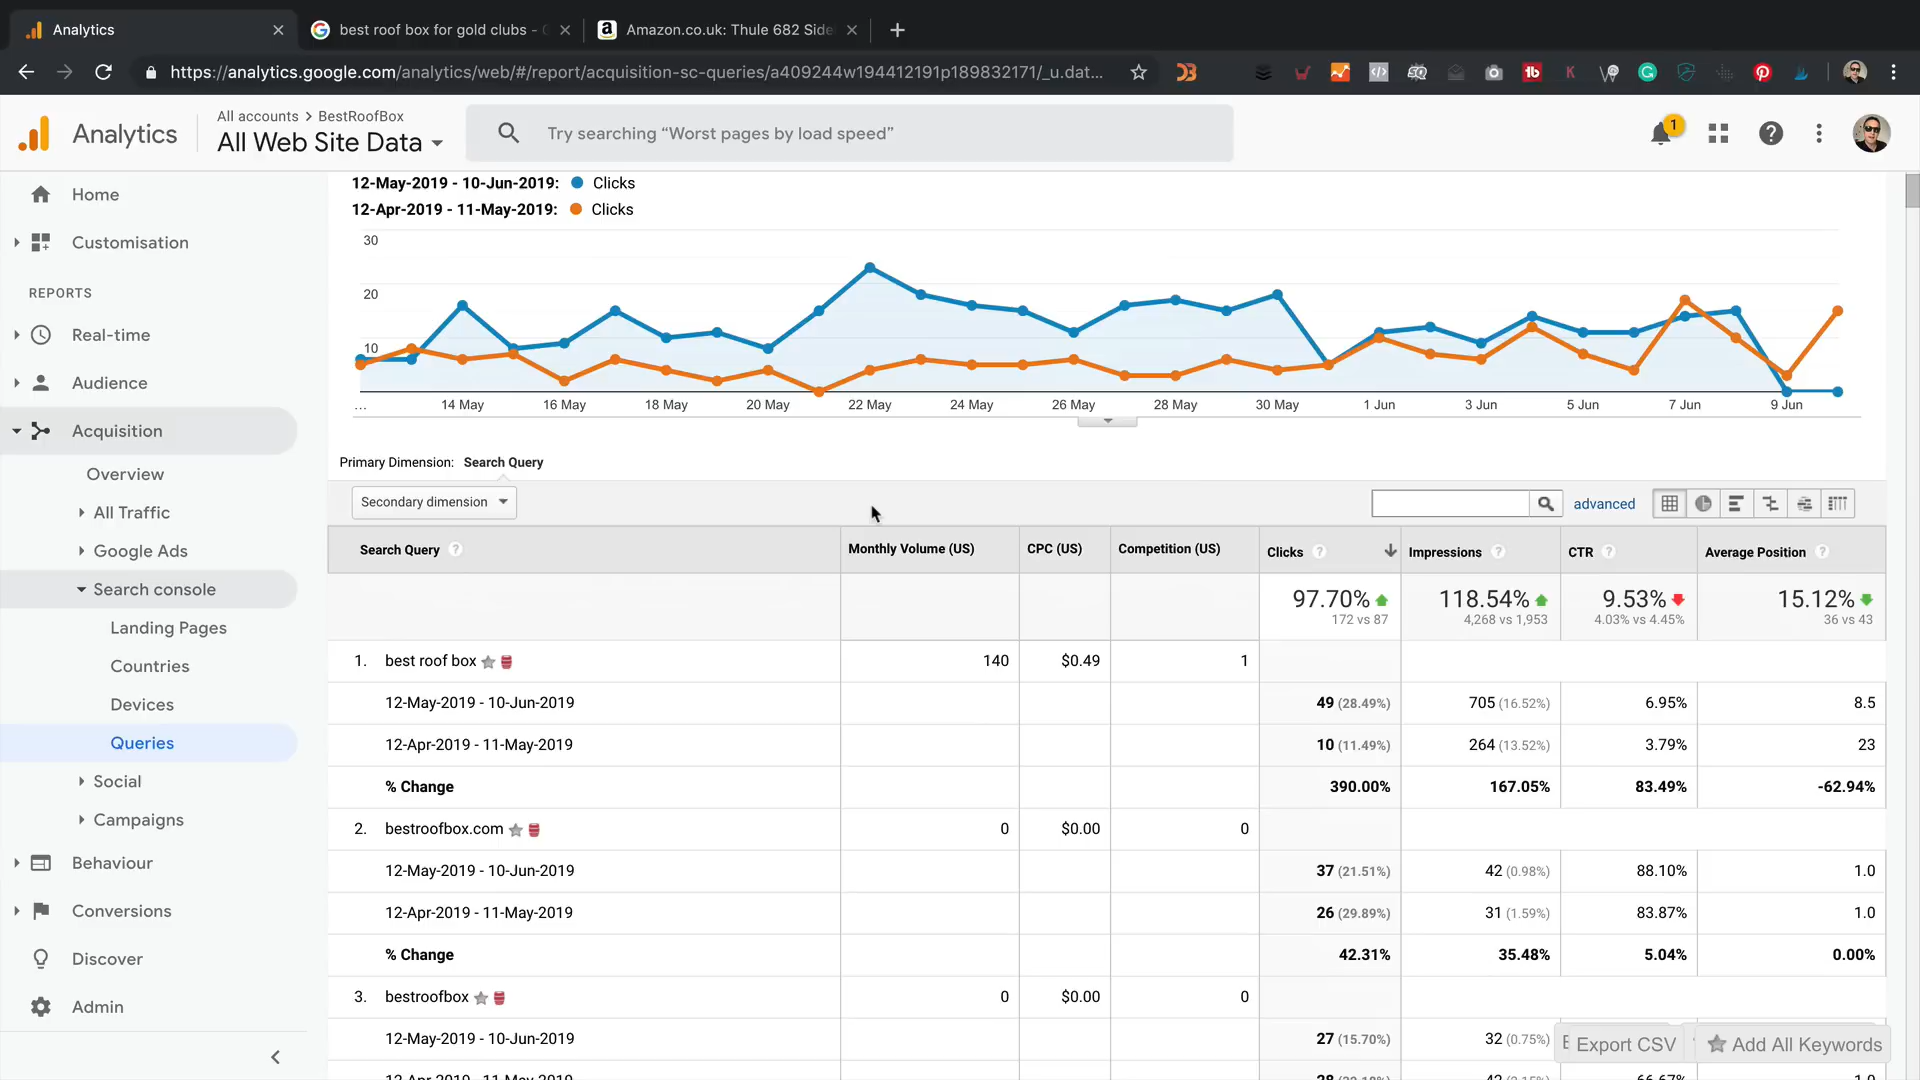 Analytics
best roof box for gold clubs -
Amazon.co.uk: Thule 682 Side
https://analytics.google.com/analytics/web/#/report/acquisition-sc-queries/a409244w194412191p189832171/_u.dat...
Analytics
All accounts > BestRoofBox
All Web Site Data
Try searching “Worst pages by load speed”
1
Home
Customisation
REPORTS
Real-time
Audience
Acquisition
Overview
All Traffic
Google Ads
Search console
Landing Pages
Countries
Devices
Queries
Social
Campaigns
Behaviour
Conversions
Discover
Admin
12-May-2019 - 10-Jun-2019: Clicks
12-Apr-2019 - 11-May-2019: Clicks
30
20
10
... 14 May 16 May 18 May 20 May 22 May 24 May 26 May 28 May 30 May 1 Jun 3 Jun 5 Jun 7 Jun 9 Jun
Primary Dimension: Search Query
Secondary dimension
advanced
Search Query Monthly Volume (US) CPC (US) Competition (US) Clicks Impressions CTR Average Position
97.70% 118.54% 9.53% 15.12%
172 vs 87 4,268 vs 1,953 4.03% vs 4.45% 36 vs 43
1. best roof box 140 $0.49 1
12-May-2019 - 10-Jun-2019 49 (28.49%) 705 (16.52%) 6.95% 8.5
12-Apr-2019 - 11-May-2019 10 (11.49%) 264 (13.52%) 3.79% 23
% Change 390.00% 167.05% 83.49% -62.94%
2. bestroofbox.com 0 $0.00 0
12-May-2019 - 10-Jun-2019 37 (21.51%) 42 (0.98%) 88.10% 1.0
12-Apr-2019 - 11-May-2019 26 (29.89%) 31 (1.59%) 83.87% 1.0
% Change 42.31% 35.48% 5.04% 0.00%
3. bestroofbox 0 $0.00 0
12-May-2019 - 10-Jun-2019 27 (15.70%) 32 (0.75%)
Export CSV Add All Keywords